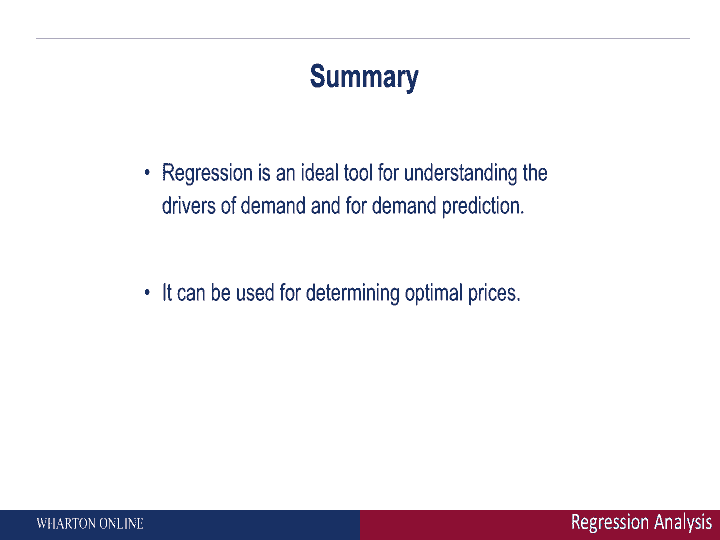 Summary
• Regression is an ideal tool for understanding the
drivers of demand and for demand prediction.
• It can be used for determining optimal prices.
WHARTON ONLINE
Regression Analysis